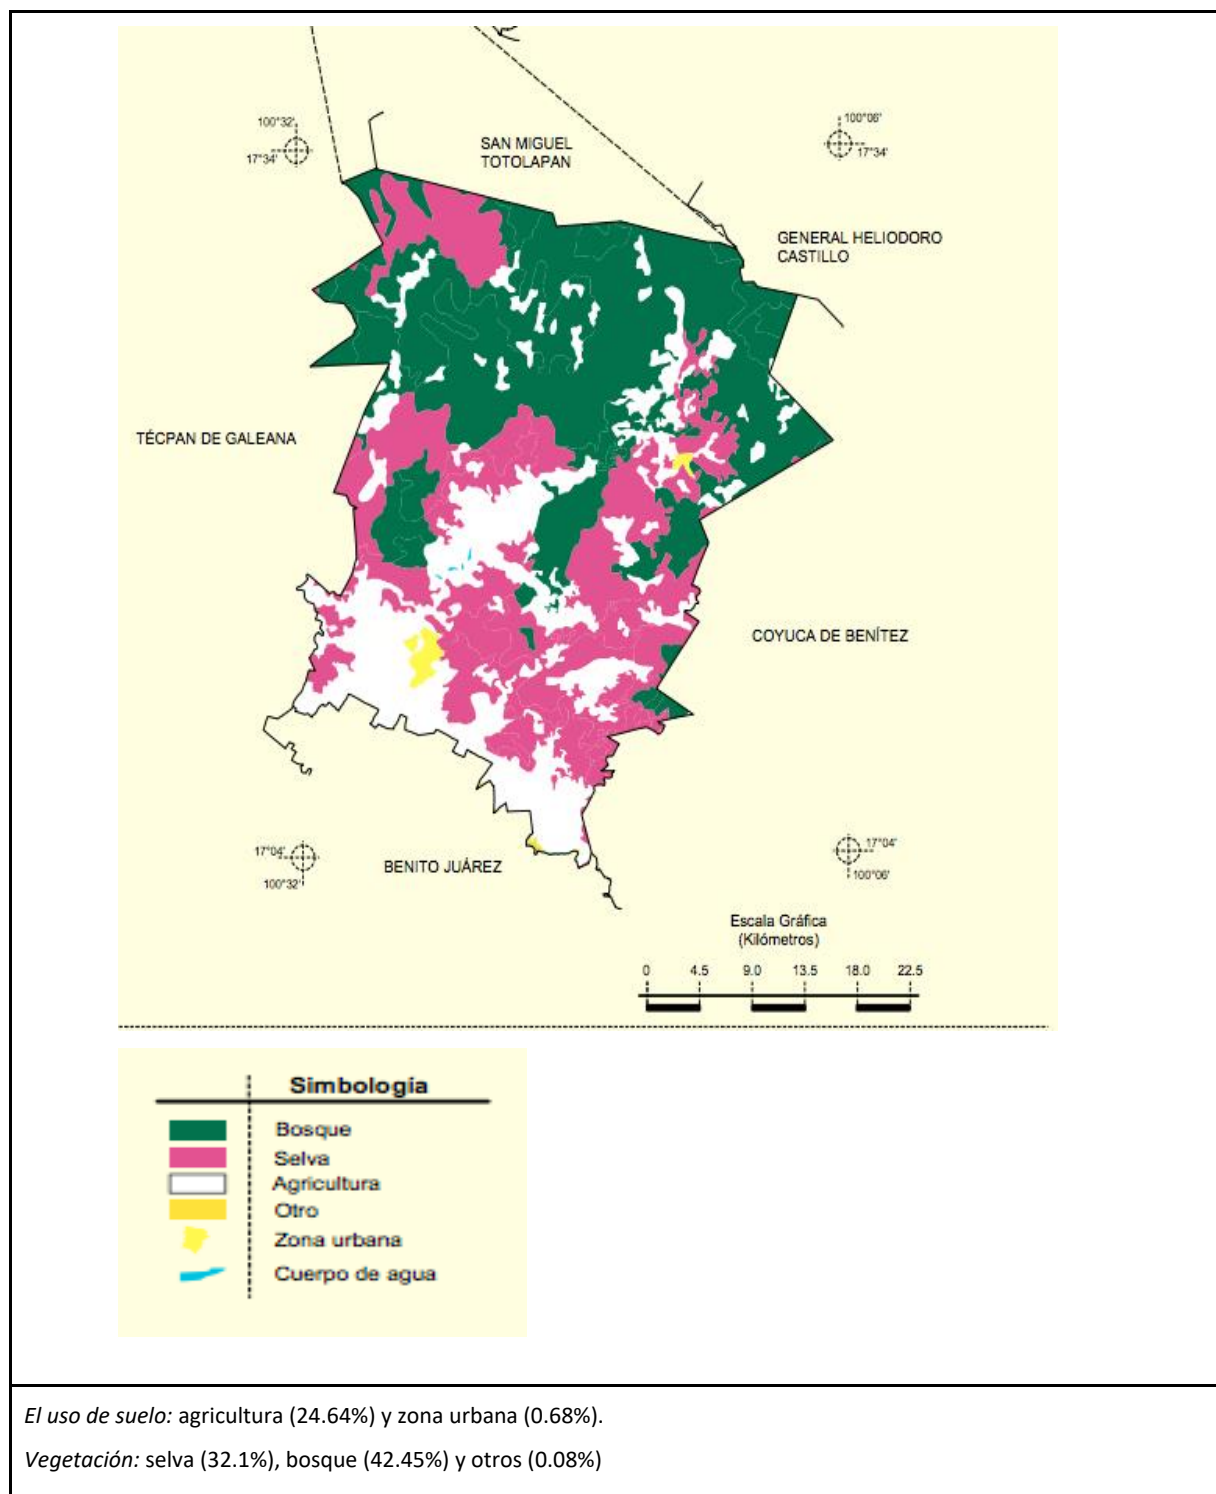 100°32'
17°34'
SAN MIGUEL
TOTOLAPAN
100°06'
17°34'
GENERAL HELIODORO
CASTILLO
TÉCPAN DE GALEANA
COYUCA DE BENÍTEZ
17°04'
100°32'
BENITO JUÁREZ
17°04'
100°06'
Escala Gráfica
(Kilómetros)
0 4.5 9.0 13.5 18.0 22.5
Simbología
Bosque
Selva
Agricultura
Otro
Zona urbana
Cuerpo de agua
El uso de suelo: agricultura (24.64%) y zona urbana (0.68%).
Vegetación: selva (32.1%), bosque (42.45%) y otros (0.08%)